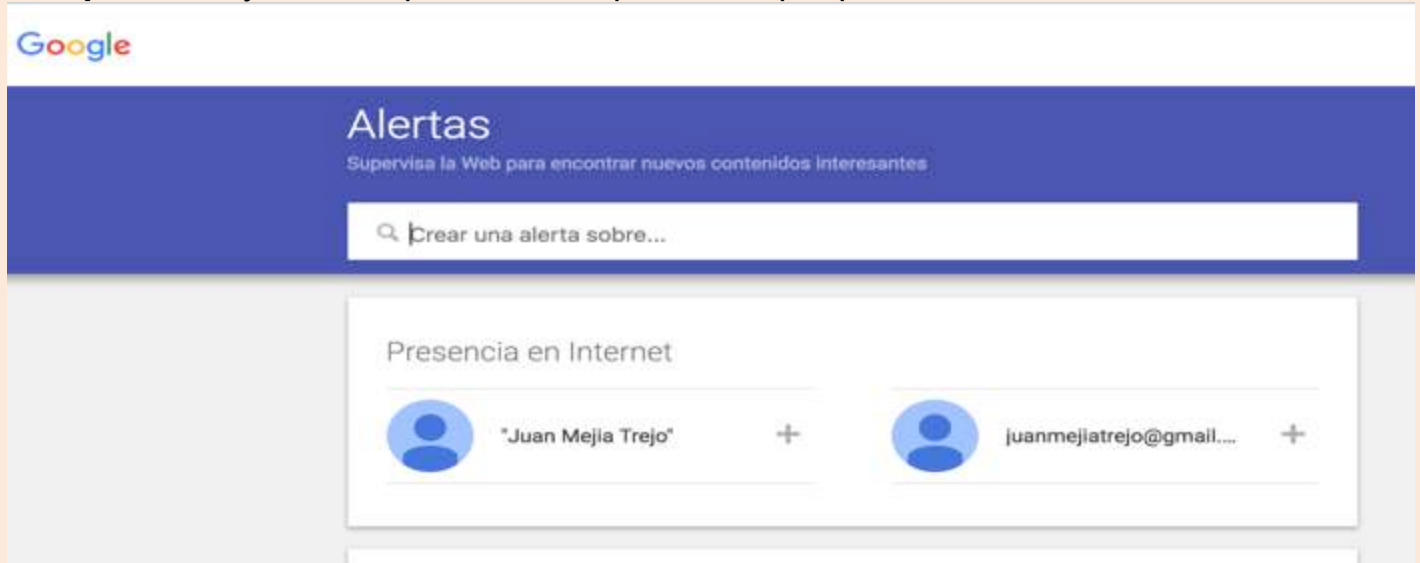 Google
Alertas
Supervisa la Web para encontrar nuevos contenidos interesantes
Crear una alerta sobre...
Presencia en Internet
"Juan Mejia Trejo"
juanmejiatrejo@gmail....